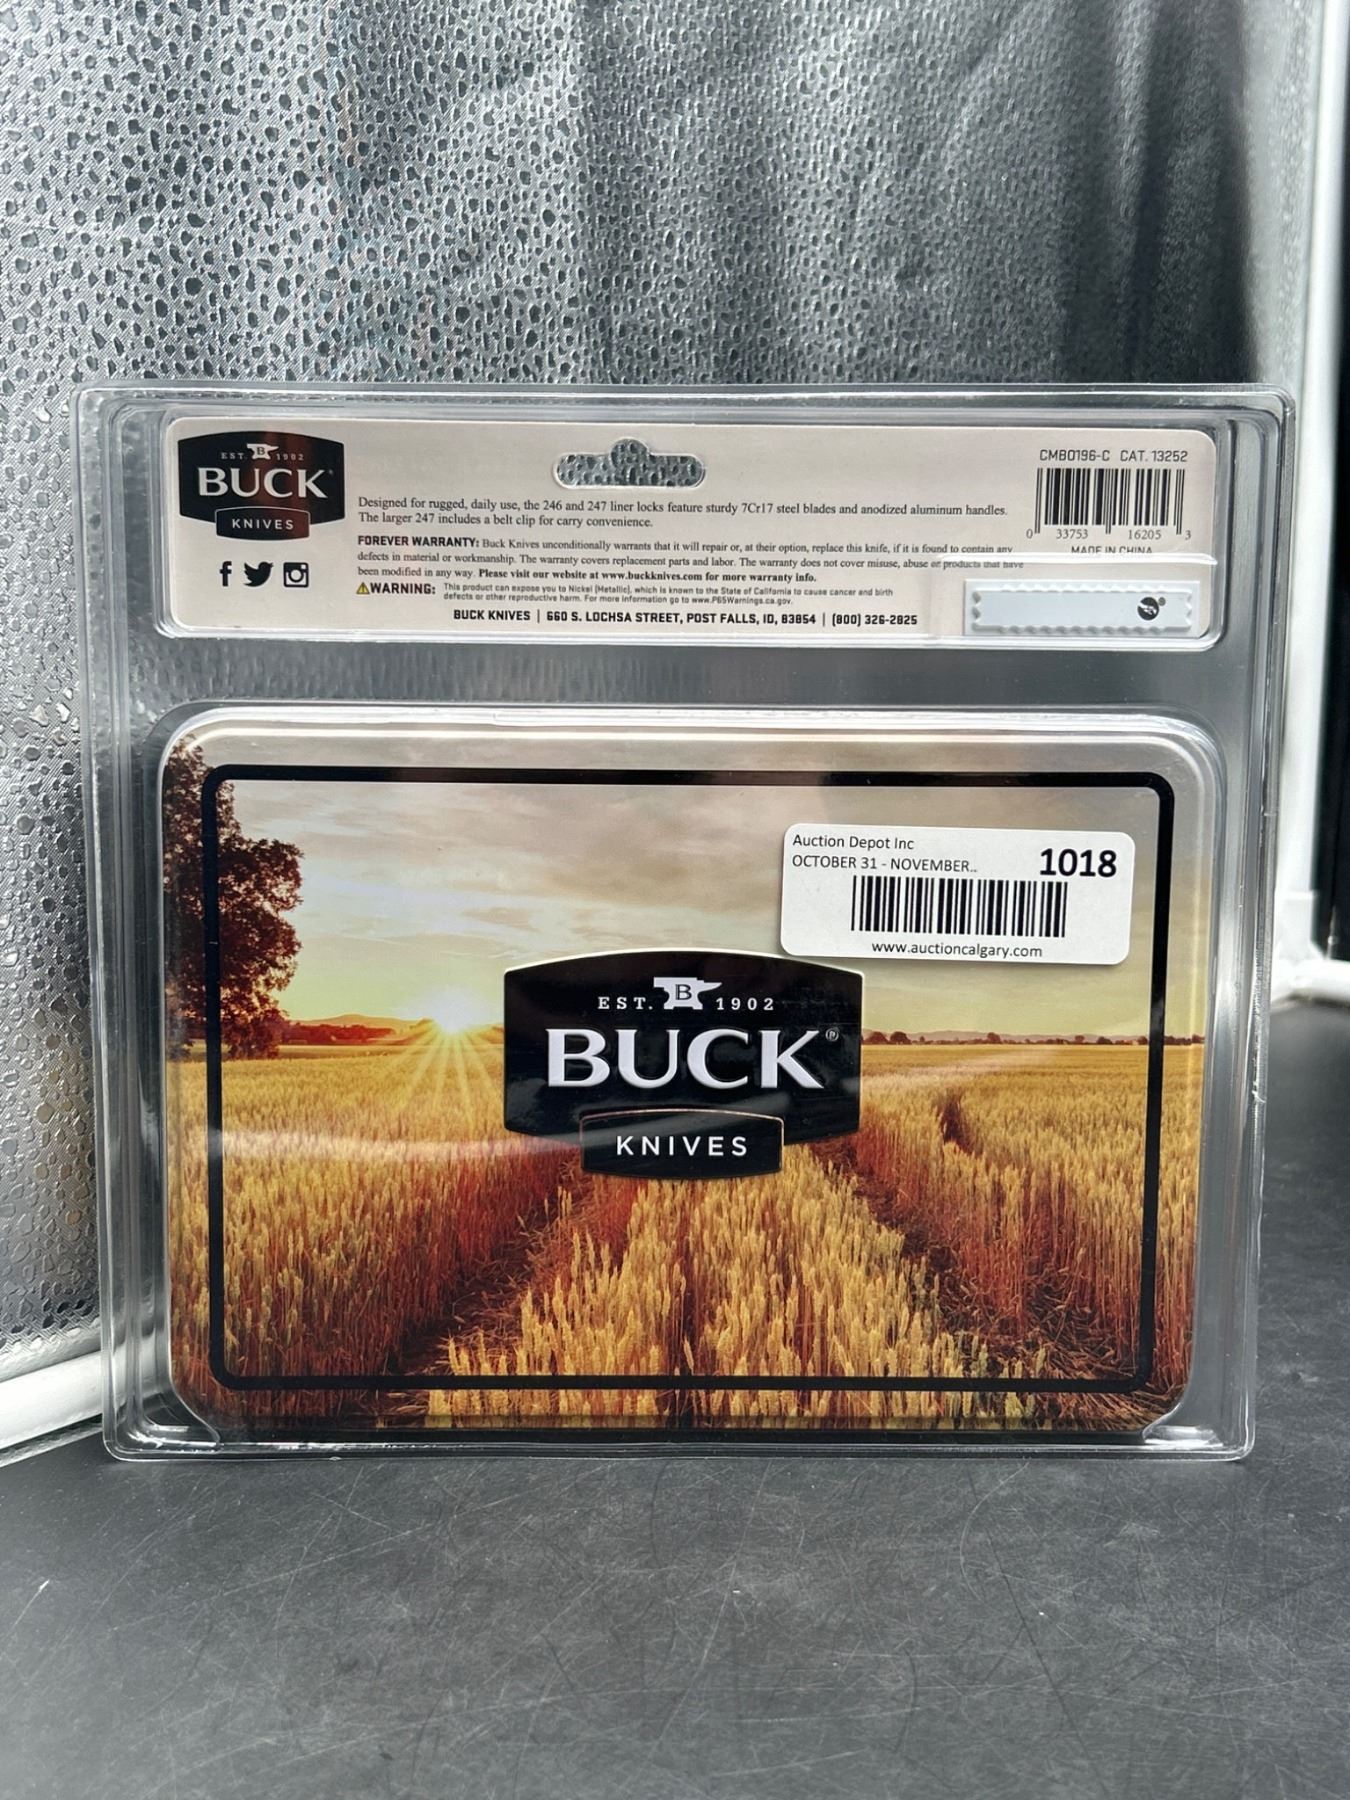 EST. B 1902
BUCK
KNIVES
Designed for rugged, daily use, the 246 and 247 liner locks feature sturdy 7Cr17 steel blades and anodized aluminum handles.
The larger 247 includes a belt clip for carry convenience.
FOREVER WARRANTY: Buck Knives unconditionally warrants that it will repair or, at their option, replace this knife, if it is found to contain any
defects in material or workmanship. The warranty covers replacement parts and labor. The warranty does not cover misuse, abuse or products that have
been modified in any way. Please visit our website at www.buckknives.com for more warranty info.
⚠WARNING: This product can expose you to Nickel (Metallic), which is known to the State of California to cause cancer and birth
defects or other reproductive harm. For more information go to www.P65Warnings.ca.gov.
BUCK KNIVES | 660 S. LOCHSA STREET, POST FALLS, ID, 83854 | (800) 326-2825
CMB0196-C CAT. 13252
0 33753 16205 3
MADE IN CHINA
Auction Depot Inc
OCTOBER 31 - NOVEMBER...
1018
www.auctioncalgary.com
EST. B 1902
BUCK®
KNIVES